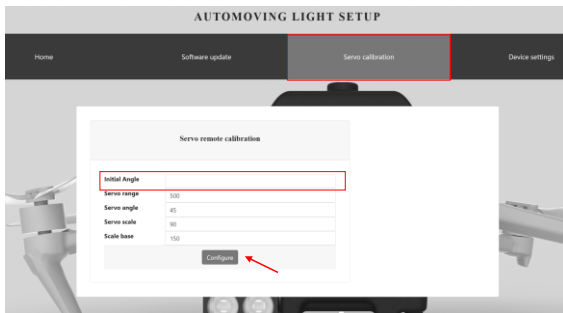 AUTOMOVING LIGHT SETUP
Home Software update Servo calibration Device settings
Servo remote calibration
Initial Angle
Servo range 500
Servo angle 45
Servo scale 90
Scale base 150
Configure